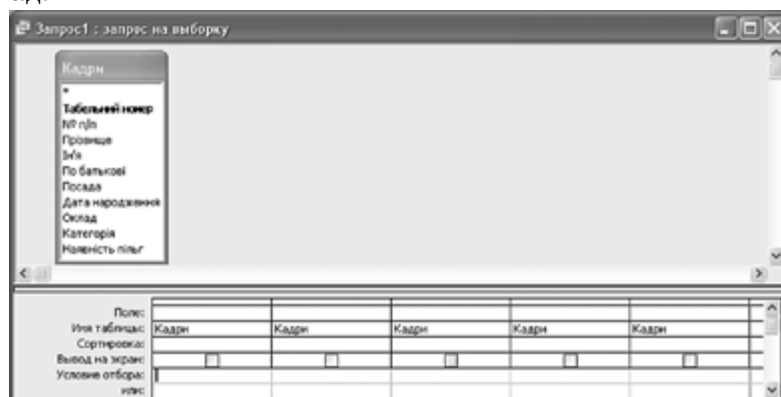 Запрос1 : запрос на выборку
Кадри
*
Табельний номер
№ п/п
Прізвище
Ім'я
По батькові
Посада
Дата народження
Оклад
Категорія
Наявність пільг
Поле:
Имя таблицы: Кадри Кадри Кадри Кадри Кадри
Сортировка:
Вывод на экран:
Условие отбора:
или: